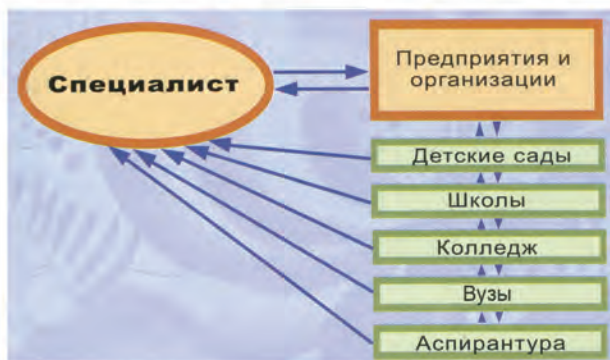 Специалист
Предприятия и
организации
Детские сады
Школы
Колледж
Вузы
Аспирантура